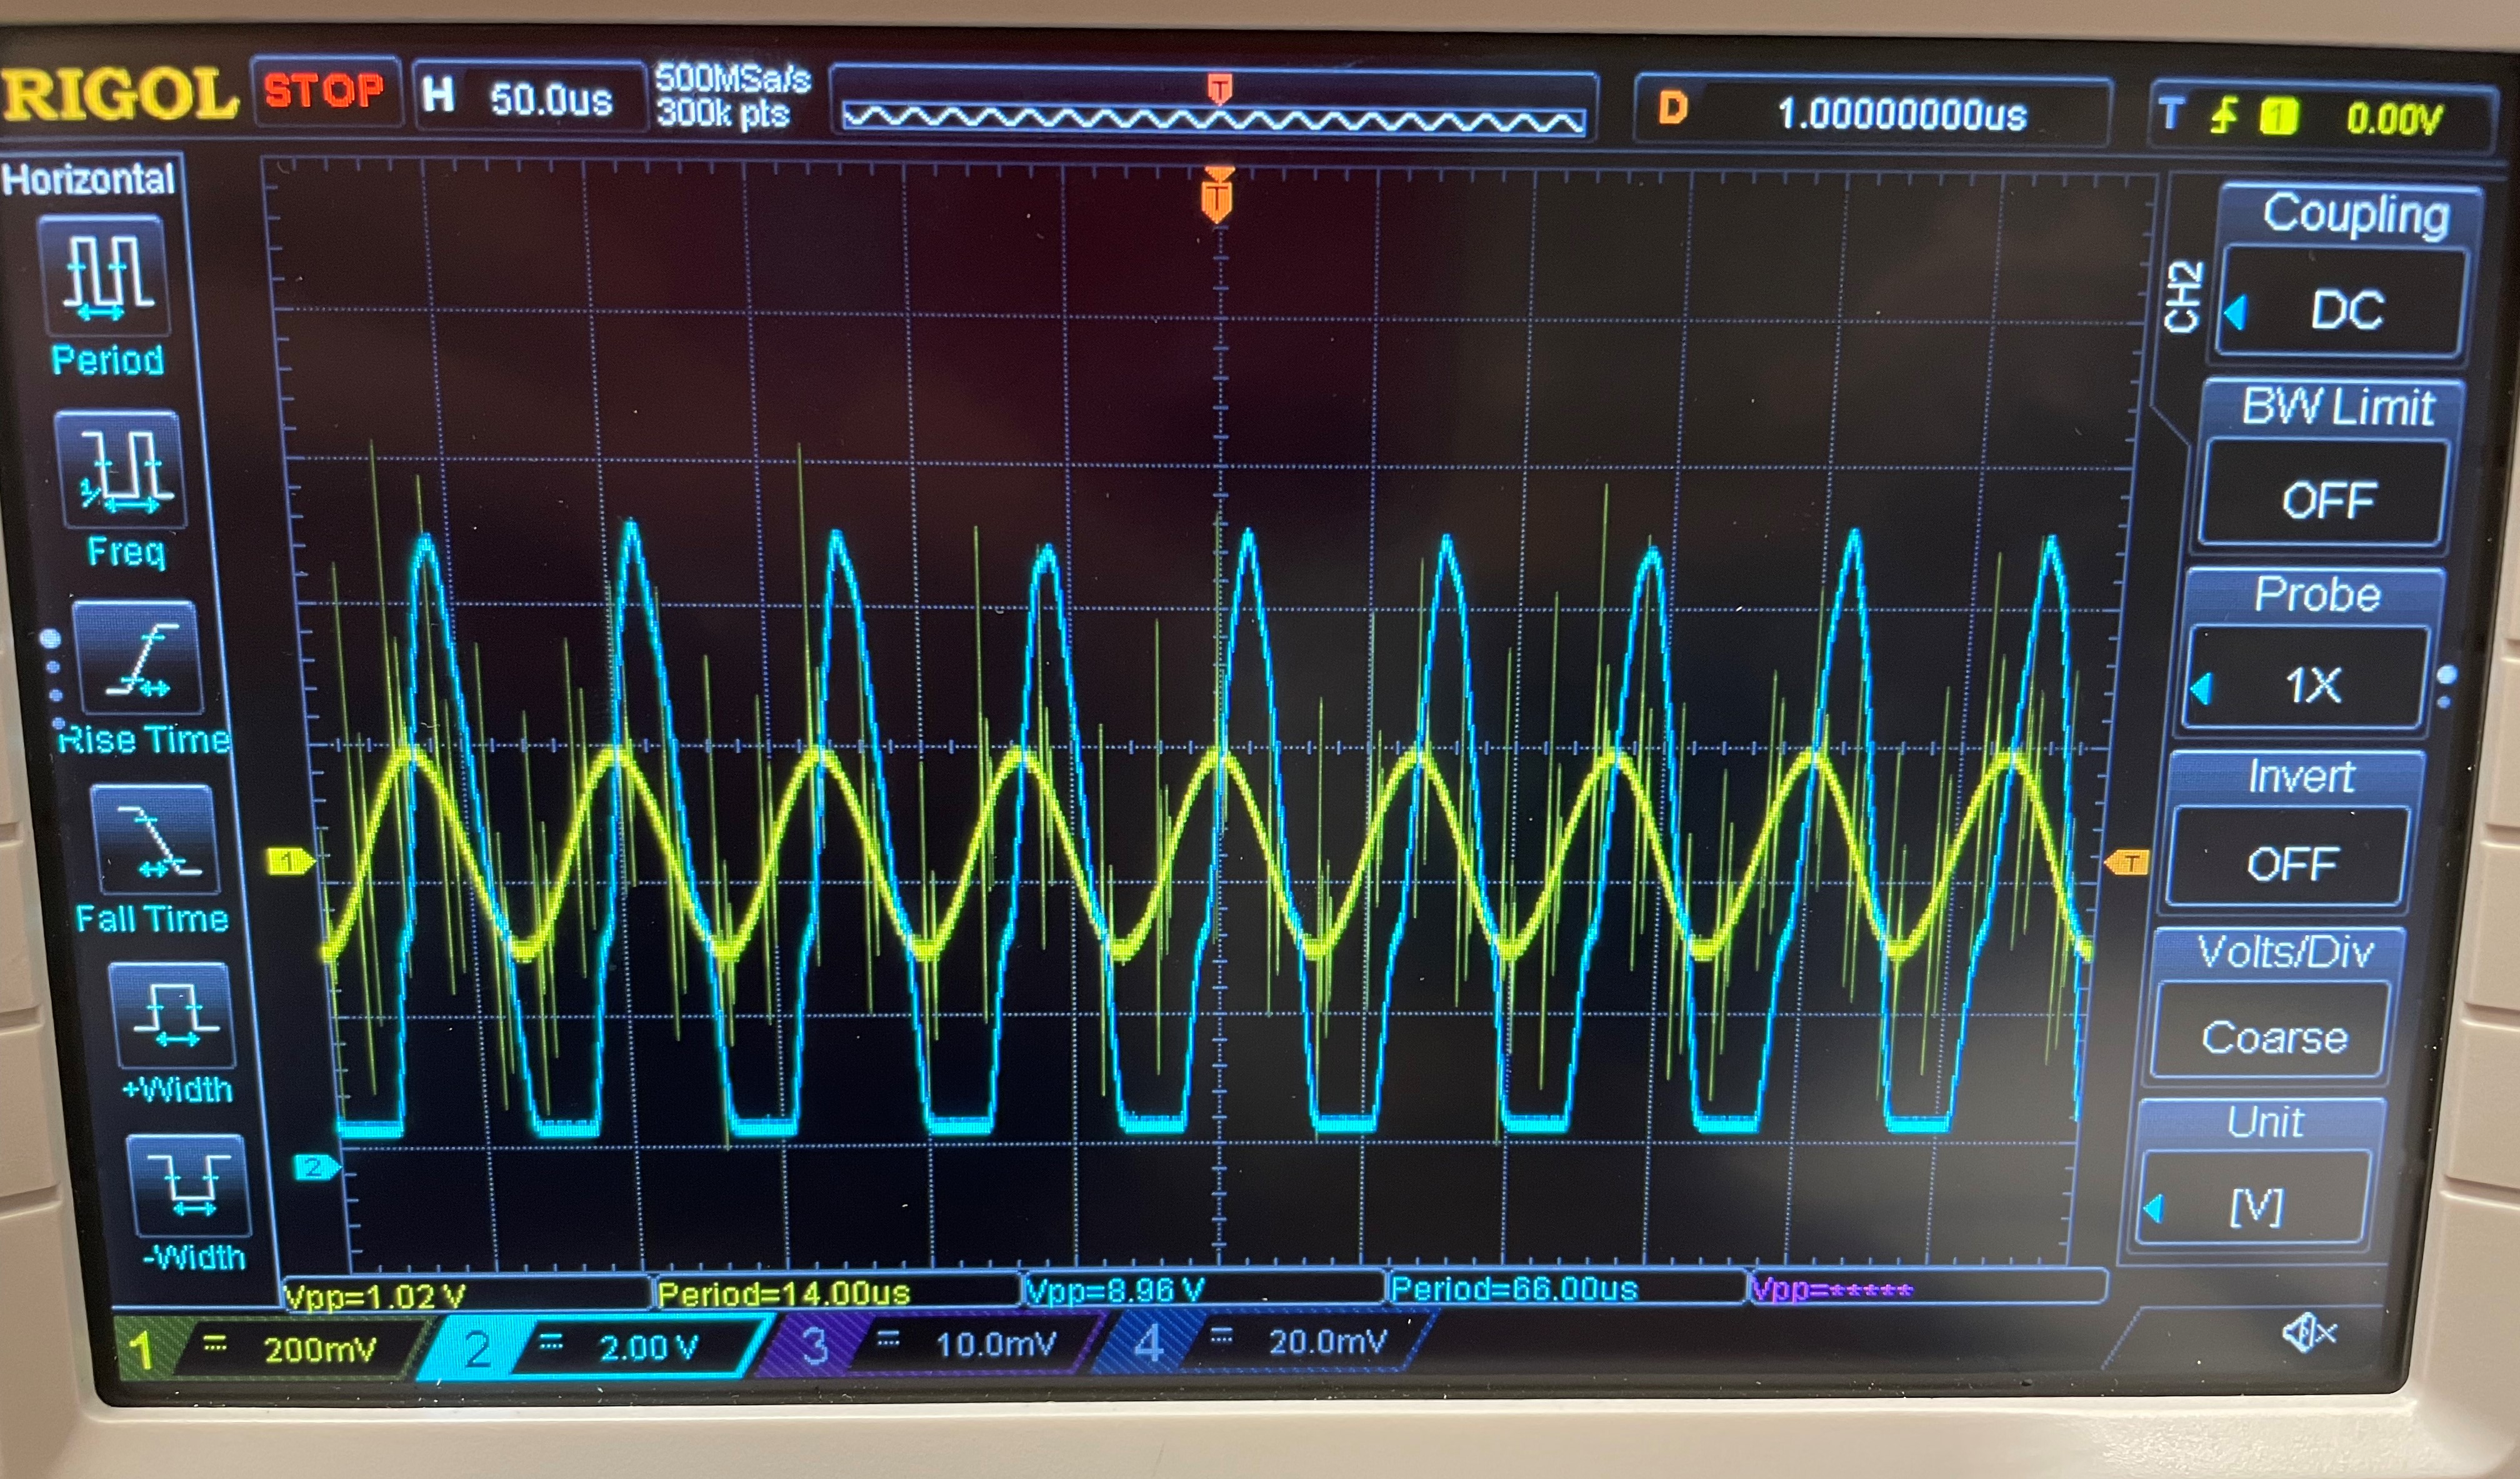 RIGOL STOP H 50.0us 500MSa/s D 1.00000000us T 1 0.00V
300k pts
T
Horizontal
Period
Freq
Rise Time
Fall Time
+Width
-Width
T
1
2
T
CH2
Coupling
DC
BW Limit
OFF
Probe
1X
Invert
OFF
Volts/Div
Coarse
Unit
[V]
Vpp=1.02 V Period=14.00us Vpp=8.96 V Period=66.00us Vpp=*****
1 200mV 2 2.00 V 3 10.0mV 4 20.0mV